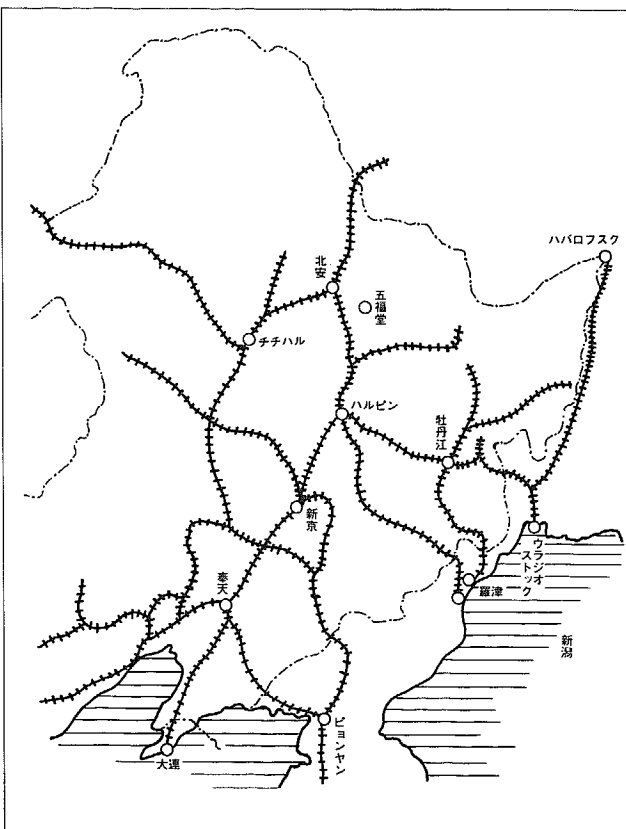 ハバロフスク
北安
五福堂
チチハル
ハルピン
牡丹江
新京
ウラジオ
ストック
奉天
羅津
新潟
ピョンヤン
大連